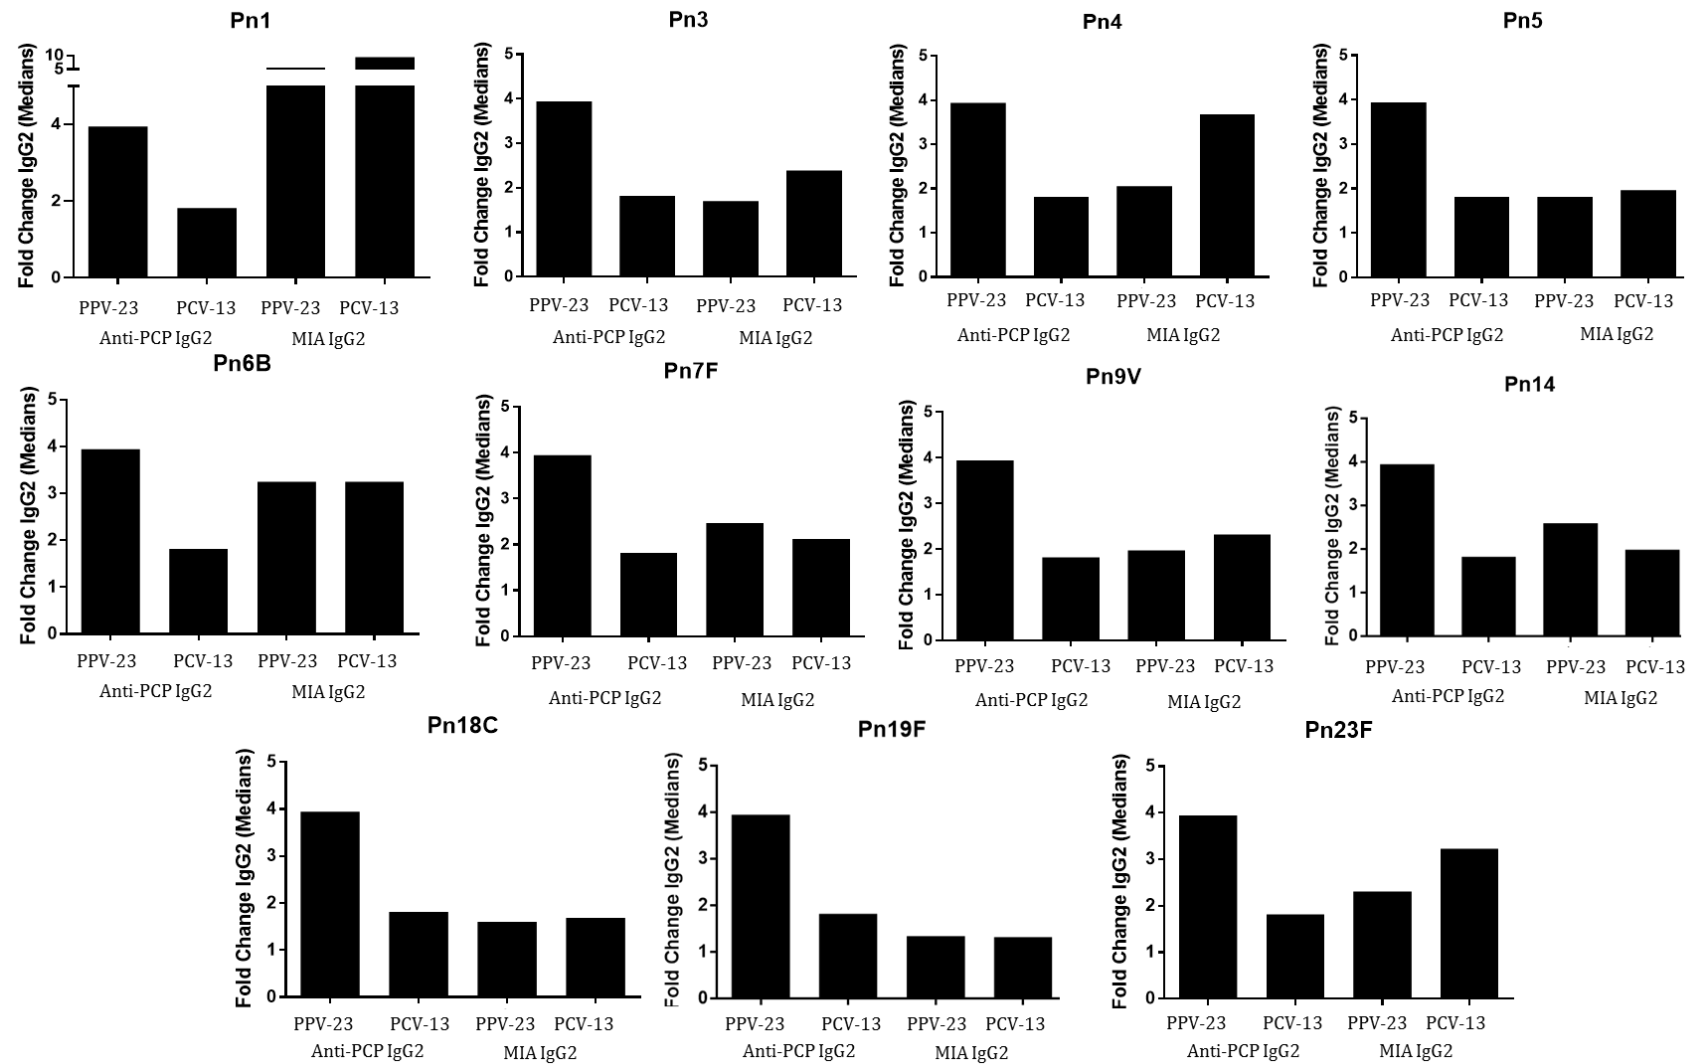 Pn1
Fold Change IgG2 (Medians)
10
5
4
2
0
PPV-23 PCV-13 PPV-23 PCV-13
Anti-PCP IgG2 MIA IgG2
Pn3
Fold Change IgG2 (Medians)
5
4
3
2
1
0
PPV-23 PCV-13 PPV-23 PCV-13
Anti-PCP IgG2 MIA IgG2
Pn4
Fold Change IgG2 (Medians)
5
4
3
2
1
0
PPV-23 PCV-13 PPV-23 PCV-13
Anti-PCP IgG2 MIA IgG2
Pn5
Fold Change IgG2 (Medians)
5
4
3
2
1
0
PPV-23 PCV-13 PPV-23 PCV-13
Anti-PCP IgG2 MIA IgG2
Pn6B
Fold Change IgG2 (Medians)
5
4
3
2
1
0
PPV-23 PCV-13 PPV-23 PCV-13
Anti-PCP IgG2 MIA IgG2
Pn7F
Fold Change IgG2 (Medians)
5
4
3
2
1
0
PPV-23 PCV-13 PPV-23 PCV-13
Anti-PCP IgG2 MIA IgG2
Pn9V
Fold Change IgG2 (Medians)
5
4
3
2
1
0
PPV-23 PCV-13 PPV-23 PCV-13
Anti-PCP IgG2 MIA IgG2
Pn14
Fold Change IgG2 (Medians)
5
4
3
2
1
0
PPV-23 PCV-13 PPV-23 PCV-13
Anti-PCP IgG2 MIA IgG2
Pn18C
Fold Change IgG2 (Medians)
5
4
3
2
1
0
PPV-23 PCV-13 PPV-23 PCV-13
Anti-PCP IgG2 MIA IgG2
Pn19F
Fold Change IgG2 (Medians)
5
4
3
2
1
0
PPV-23 PCV-13 PPV-23 PCV-13
Anti-PCP IgG2 MIA IgG2
Pn23F
Fold Change IgG2 (Medians)
5
4
3
2
1
0
PPV-23 PCV-13 PPV-23 PCV-13
Anti-PCP IgG2 MIA IgG2